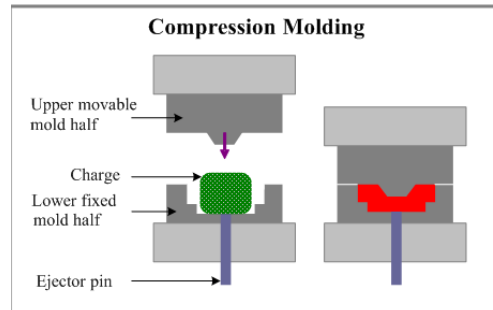 Compression Molding
Upper movable
mold half
Charge
Lower fixed
mold half
Ejector pin